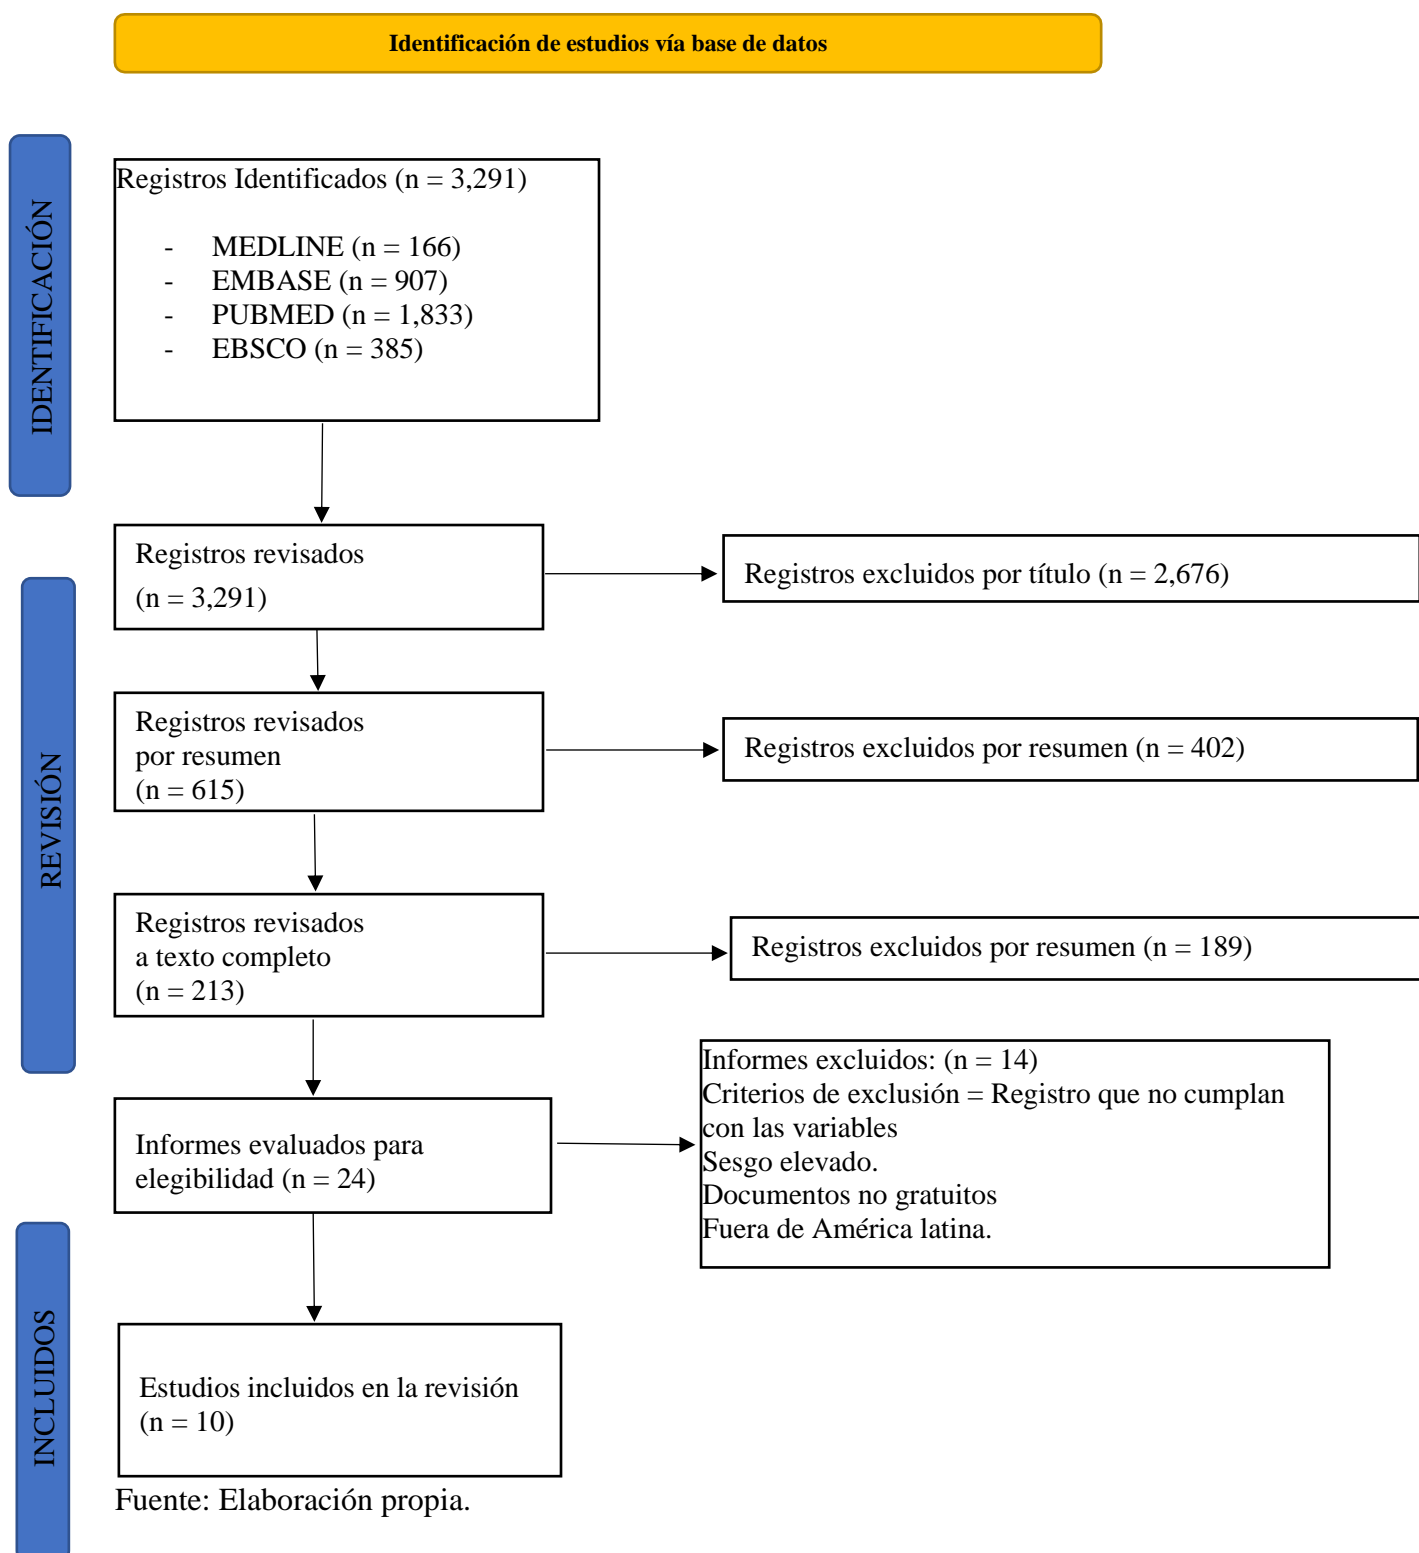 Identificación de estudios vía base de datos
IDENTIFICACIÓN
Registros Identificados (n = 3,291)
- MEDLINE (n = 166)
- EMBASE (n = 907)
- PUBMED (n = 1,833)
- EBSCO (n = 385)
REVISIÓN
Registros revisados
(n = 3,291)
Registros excluidos por título (n = 2,676)
Registros revisados
por resumen
(n = 615)
Registros excluidos por resumen (n = 402)
Registros revisados
a texto completo
(n = 213)
Registros excluidos por resumen (n = 189)
Informes evaluados para
elegibilidad (n = 24)
Informes excluidos: (n = 14)
Criterios de exclusión = Registro que no cumplan
con las variables
Sesgo elevado.
Documentos no gratuitos
Fuera de América latina.
INCLUIDOS
Estudios incluidos en la revisión
(n = 10)
Fuente: Elaboración propia.